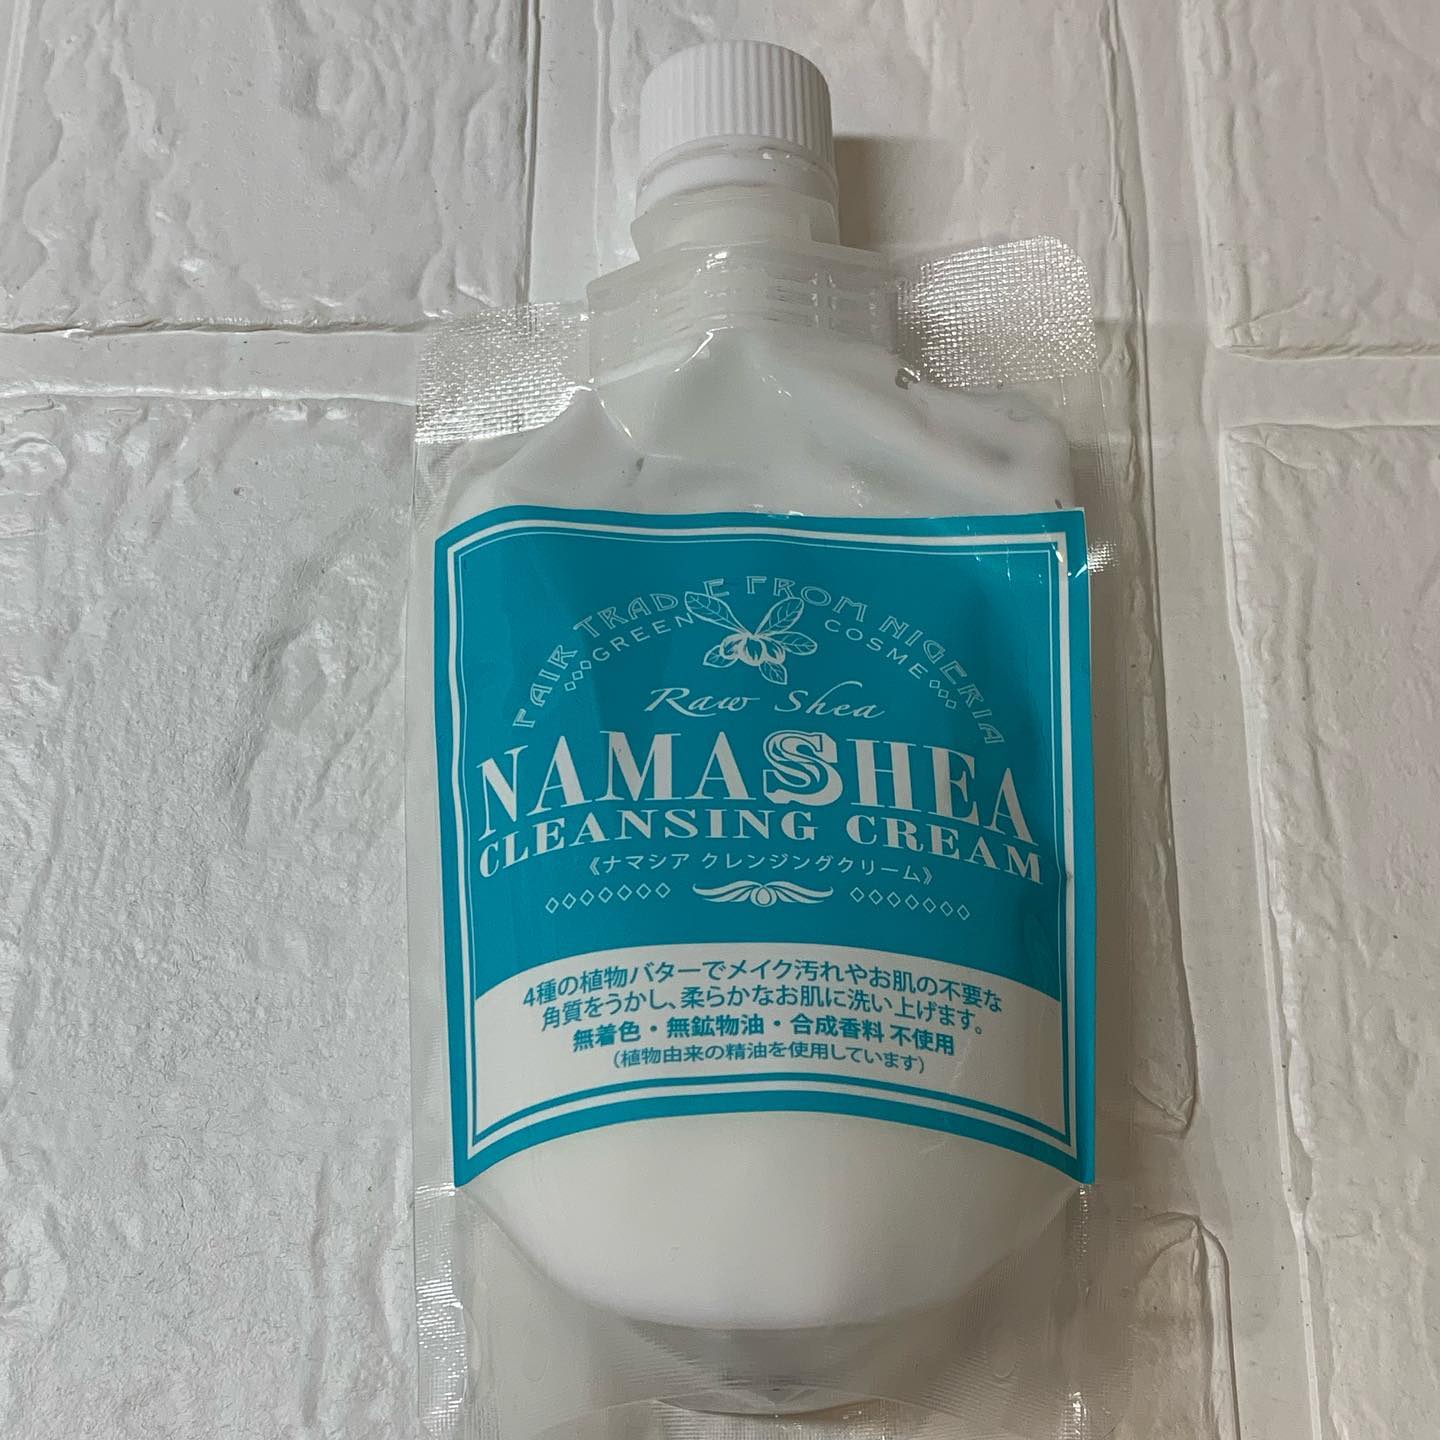 FAIR TRADE FROM NIGERIA
GREEN COSME
Raw Shea
NAMASHEA
CLEANSING CREAM
《ナマシア クレンジングクリーム》
4種の植物バターでメイク汚れやお肌の不要な
角質をうかし、柔らかなお肌に洗い上げます。
無着色・無鉱物油・合成香料 不使用
(植物由来の精油を使用しています)